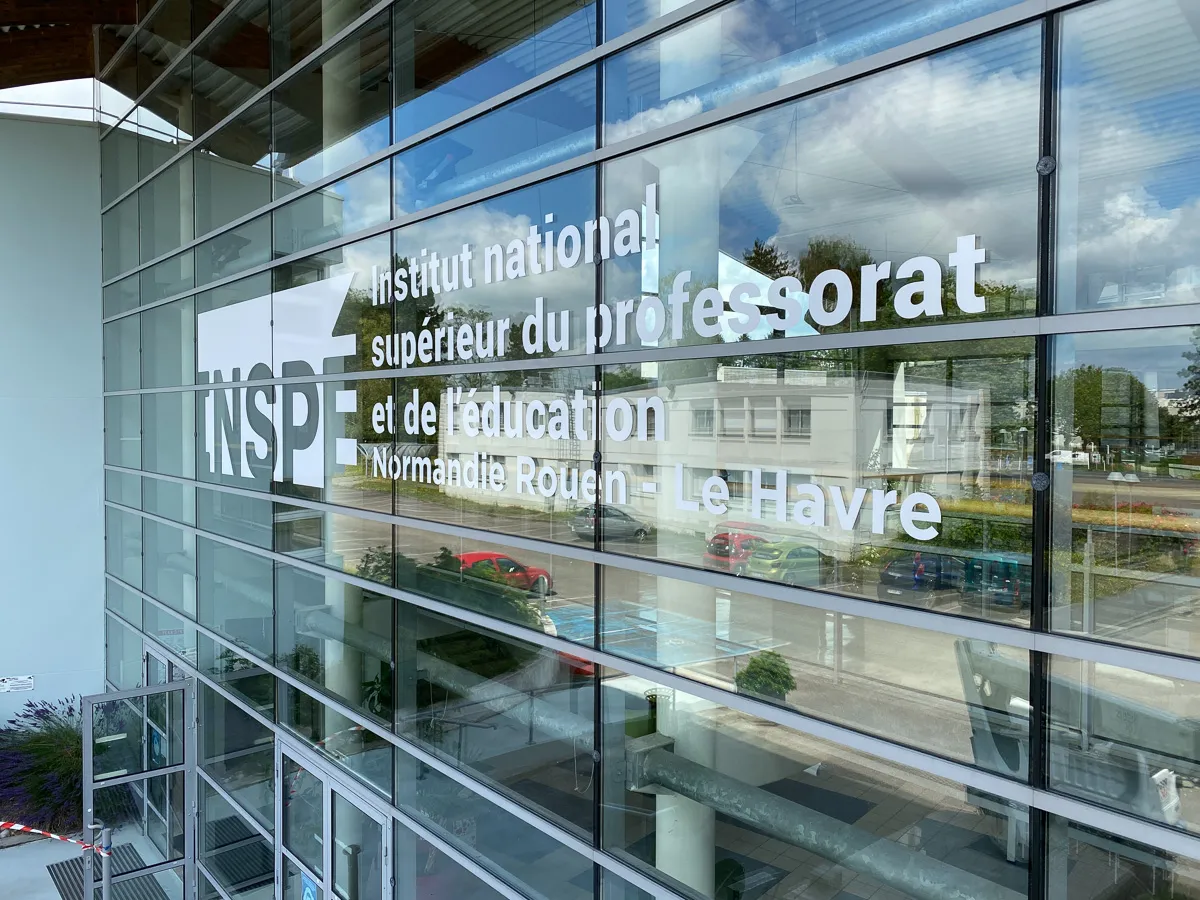 INSPÉ
Institut national
supérieur du professorat
et de l'éducation
Normandie Rouen - Le Havre